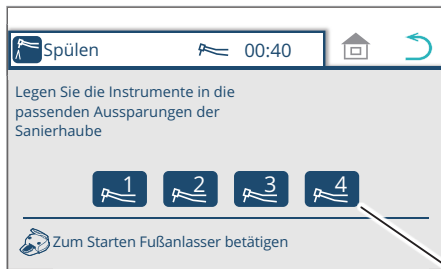 Spülen 00:40
Legen Sie die Instrumente in die
passenden Aussparungen der
Sanierhaube
1 2 3 4
Zum Starten Fußanlasser betätigen